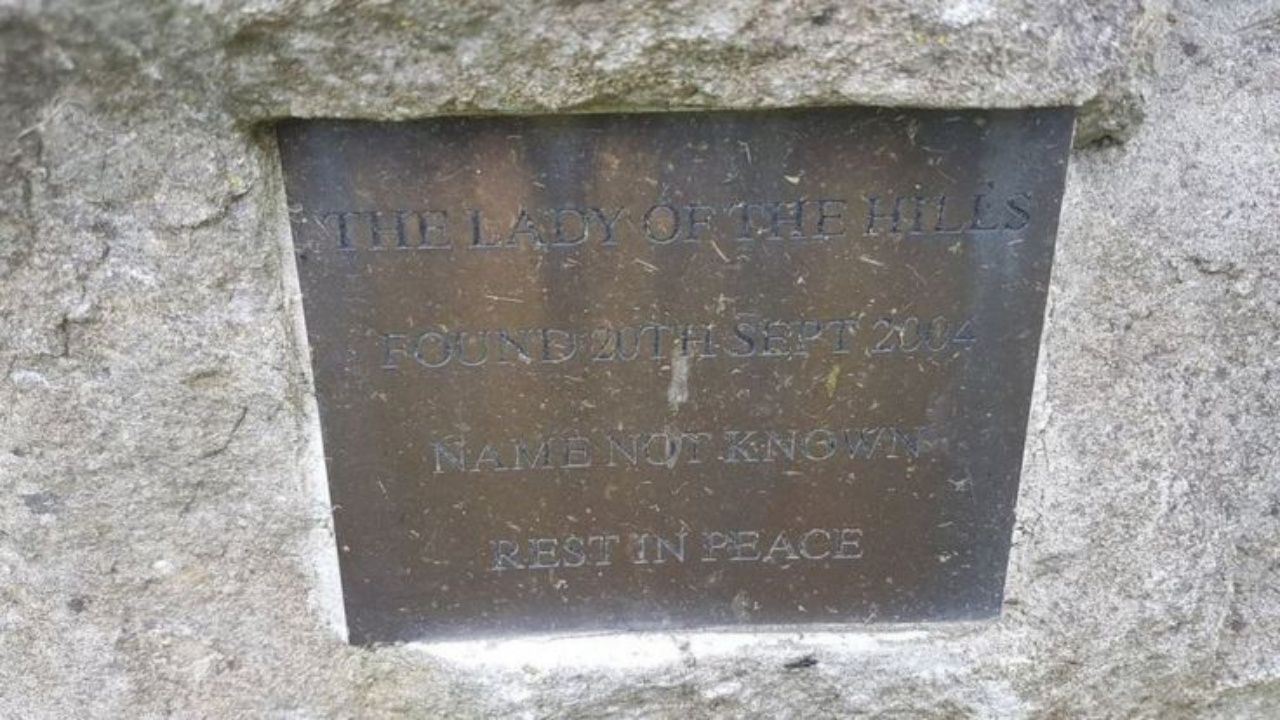 THE LADY OF THE HILLS
FOUND 20TH SEPT 2004
NAME NOT KNOWN
REST IN PEACE